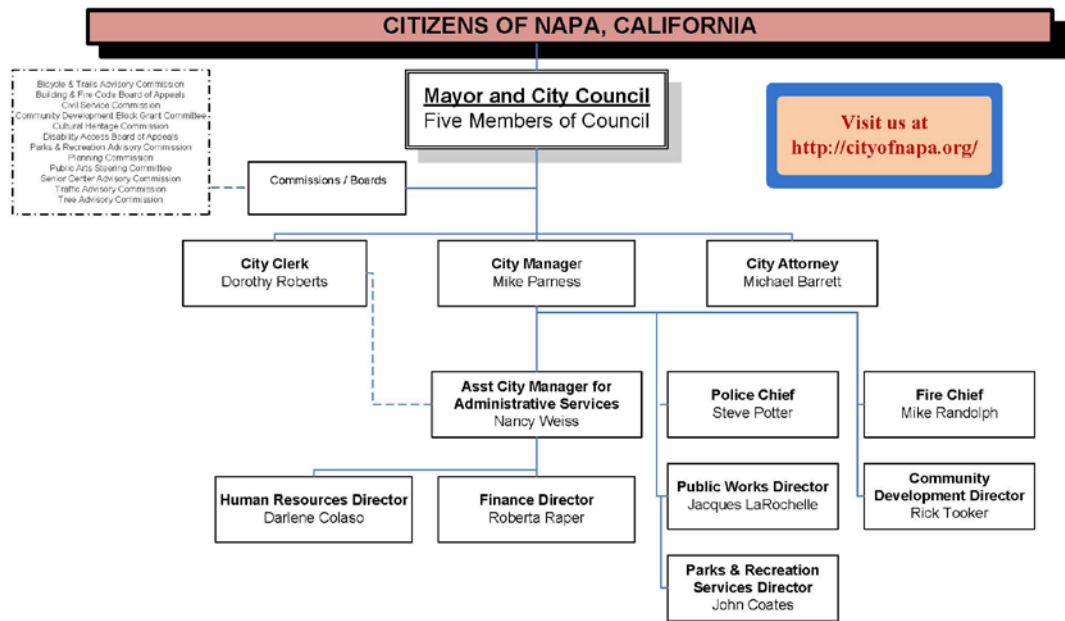 CITIZENS OF NAPA, CALIFORNIA
Bicycle & Trails Advisory Commission
Building & Fire Code Board of Appeals
Civil Service Commission
Community Development Block Grant Committee
Cultural Heritage Commission
Disability Access Board of Appeals
Parks & Recreation Advisory Commission
Planning Commission
Public Arts Steering Committee
Senior Center Advisory Commission
Traffic Advisory Commission
Tree Advisory Commission
Mayor and City Council
Five Members of Council
Visit us at
http://cityofnapa.org/
Commissions / Boards
City Clerk
Dorothy Roberts
City Manager
Mike Parness
City Attorney
Michael Barrett
Asst City Manager for
Administrative Services
Nancy Weiss
Police Chief
Steve Potter
Fire Chief
Mike Randolph
Human Resources Director
Darlene Colaso
Finance Director
Roberta Raper
Public Works Director
Jacques LaRochelle
Community
Development Director
Rick Tooker
Parks & Recreation
Services Director
John Coates